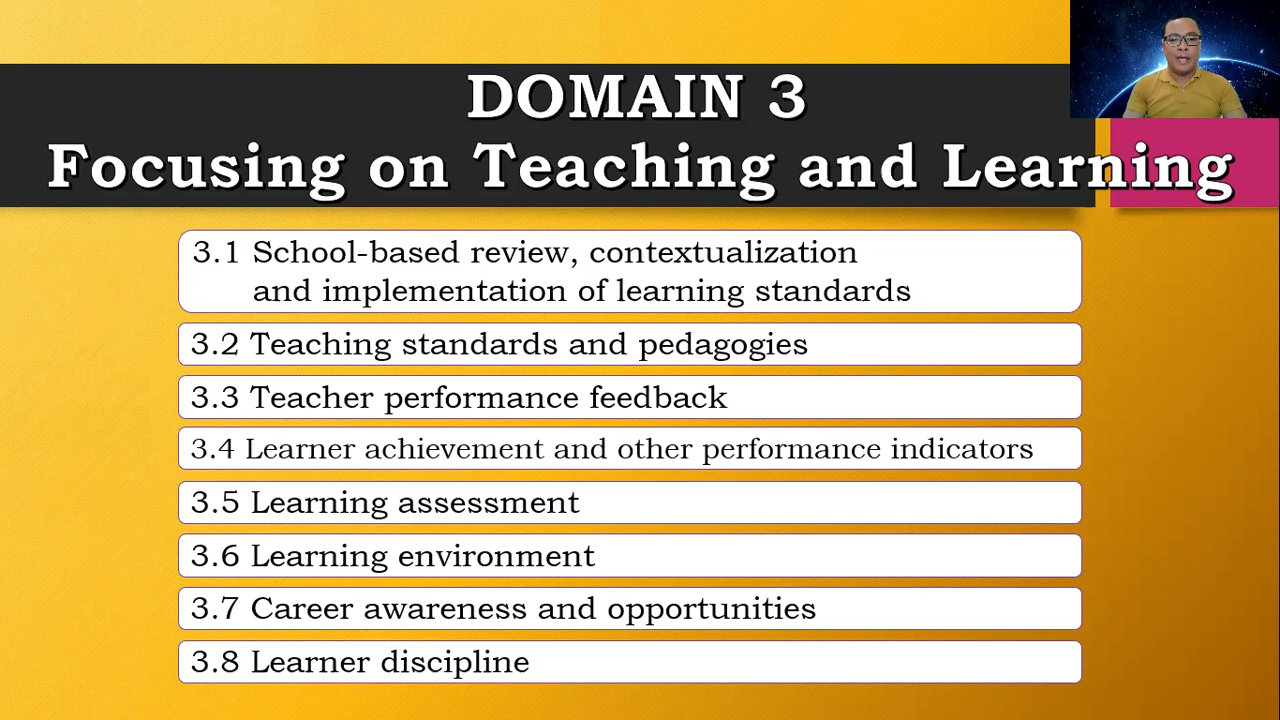 DOMAIN 3
Focusing on Teaching and Learning
3.1 School-based review, contextualization
and implementation of learning standards
3.2 Teaching standards and pedagogies
3.3 Teacher performance feedback
3.4 Learner achievement and other performance indicators
3.5 Learning assessment
3.6 Learning environment
3.7 Career awareness and opportunities
3.8 Learner discipline